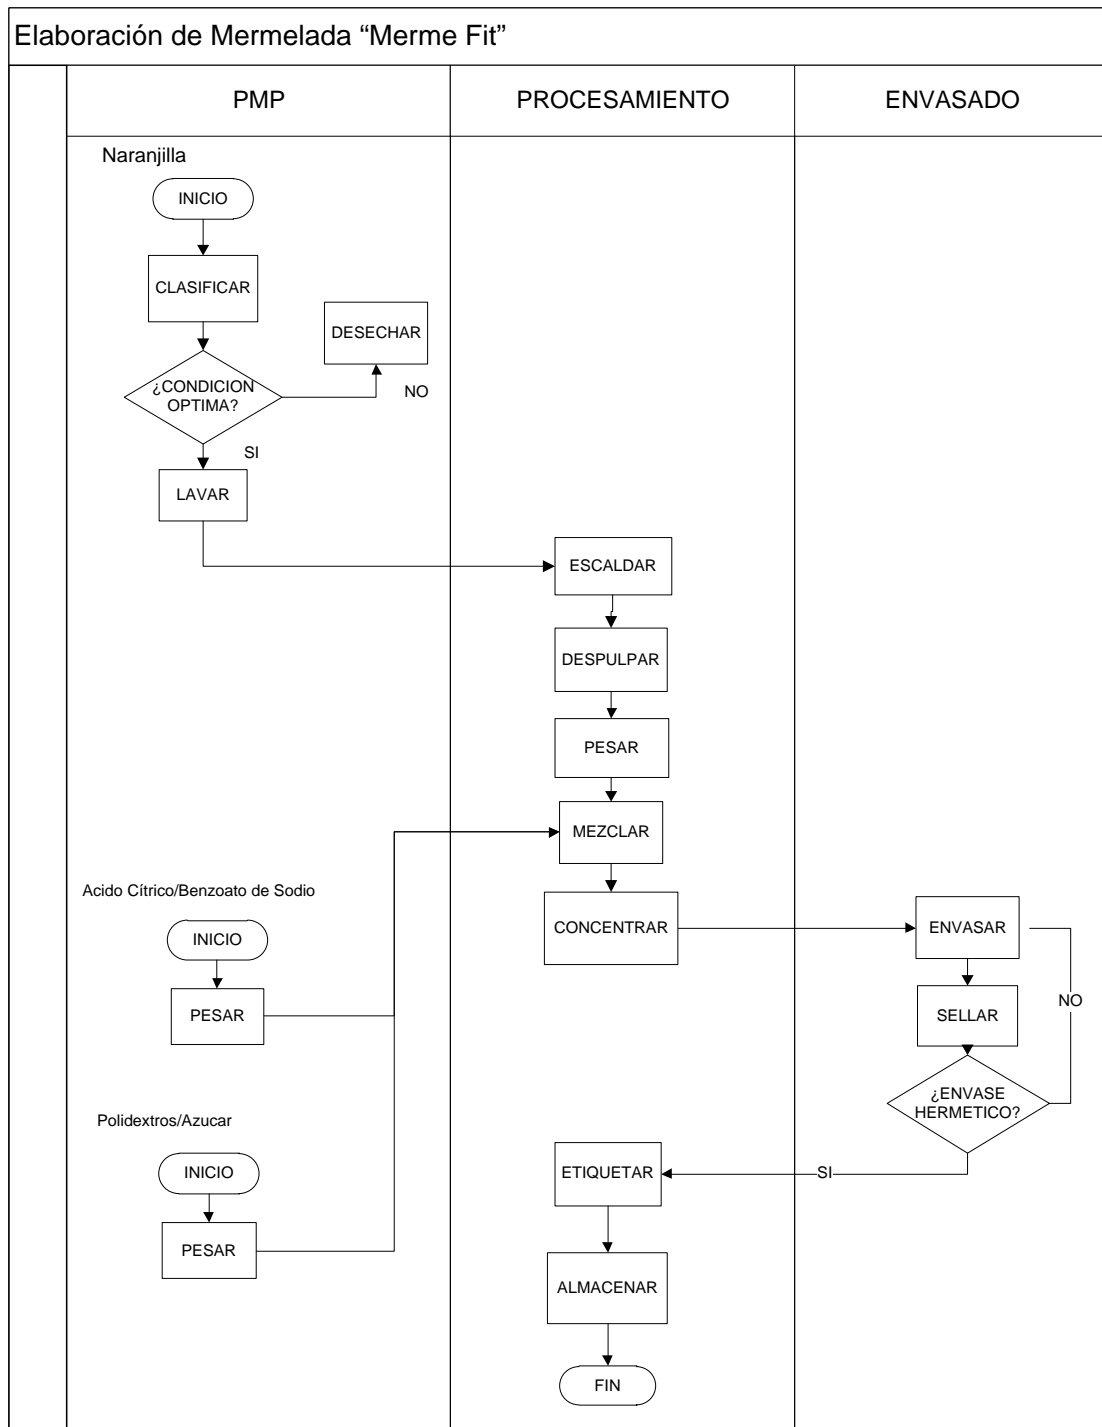 Elaboración de Mermelada “Merme Fit”
PMP
PROCESAMIENTO
ENVASADO
Naranjilla
INICIO
CLASIFICAR
DESECHAR
¿CONDICION
OPTIMA?
NO
SI
LAVAR
ESCALDAR
DESPULPAR
PESAR
MEZCLAR
Acido Cítrico/Benzoato de Sodio
INICIO
CONCENTRAR
ENVASAR
PESAR
SELLAR
NO
¿ENVASE
HERMETICO?
Polidextros/Azucar
INICIO
ETIQUETAR
SI
PESAR
ALMACENAR
FIN